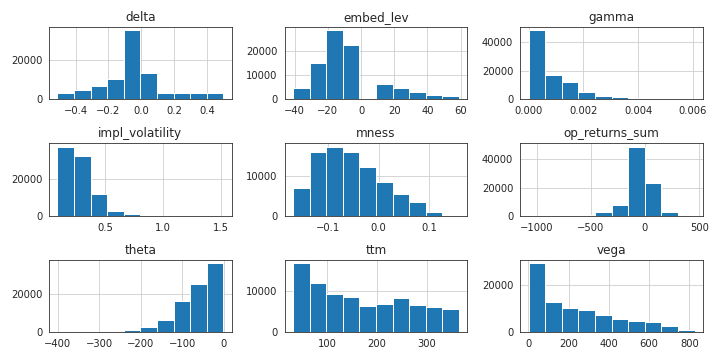 delta
embed_lev
gamma
20000
0
−0.4 −0.2 0.0 0.2 0.4
20000
10000
0
−40 −20 0 20 40 60
40000
20000
0
0.000 0.002 0.004 0.006
impl_volatility
mness
op_returns_sum
20000
0
0.5 1.0 1.5
10000
0
−0.1 0.0 0.1
40000
20000
0
−1000 −500 0 500
theta
ttm
vega
20000
0
−400 −300 −200 −100 0
10000
0
100 200 300
20000
0
0 200 400 600 800